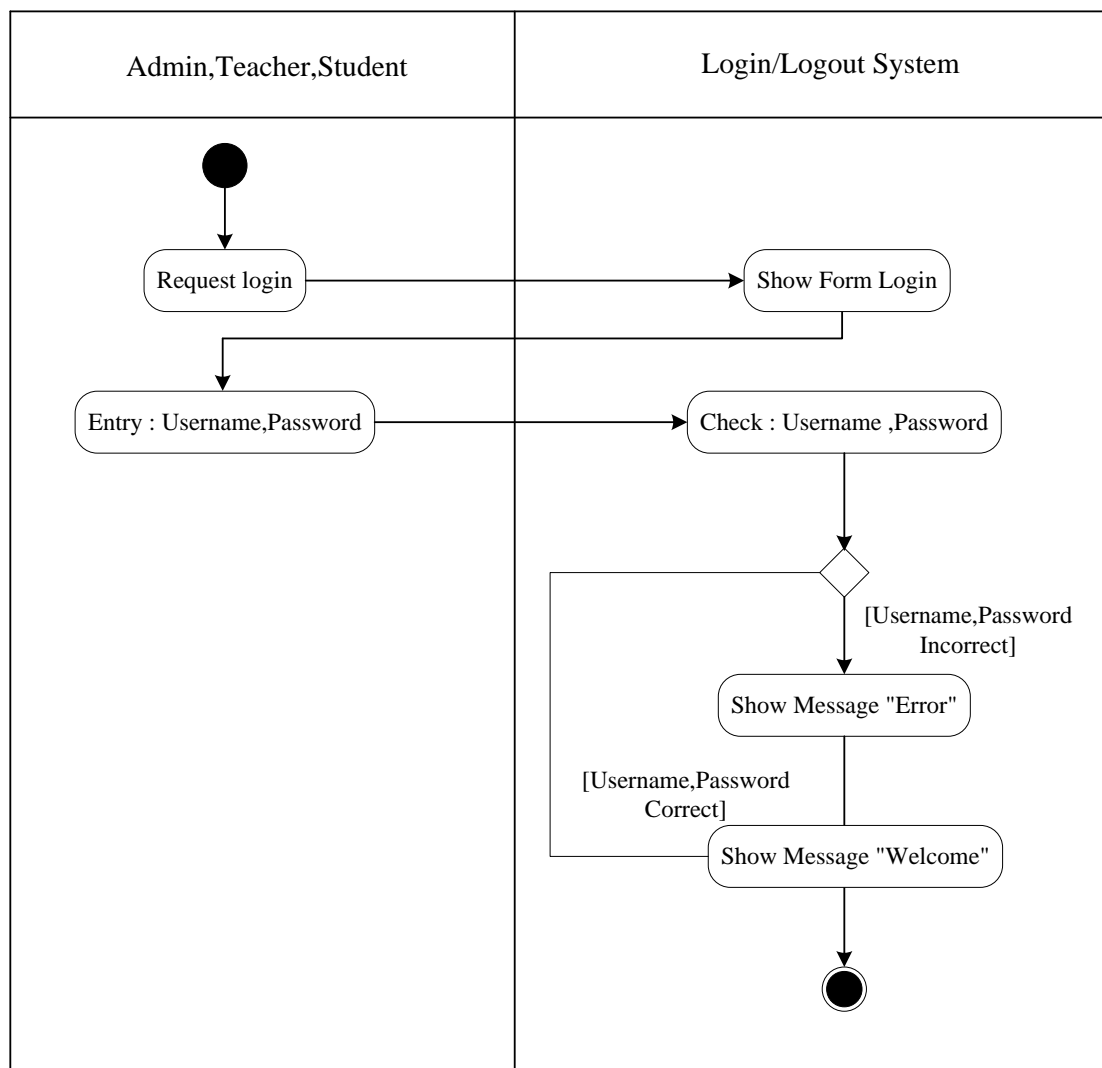 Admin,Teacher,Student
Login/Logout System
Request login
Show Form Login
Entry : Username,Password
Check : Username ,Password
[Username,Password
Incorrect]
Show Message "Error"
[Username,Password
Correct]
Show Message "Welcome"